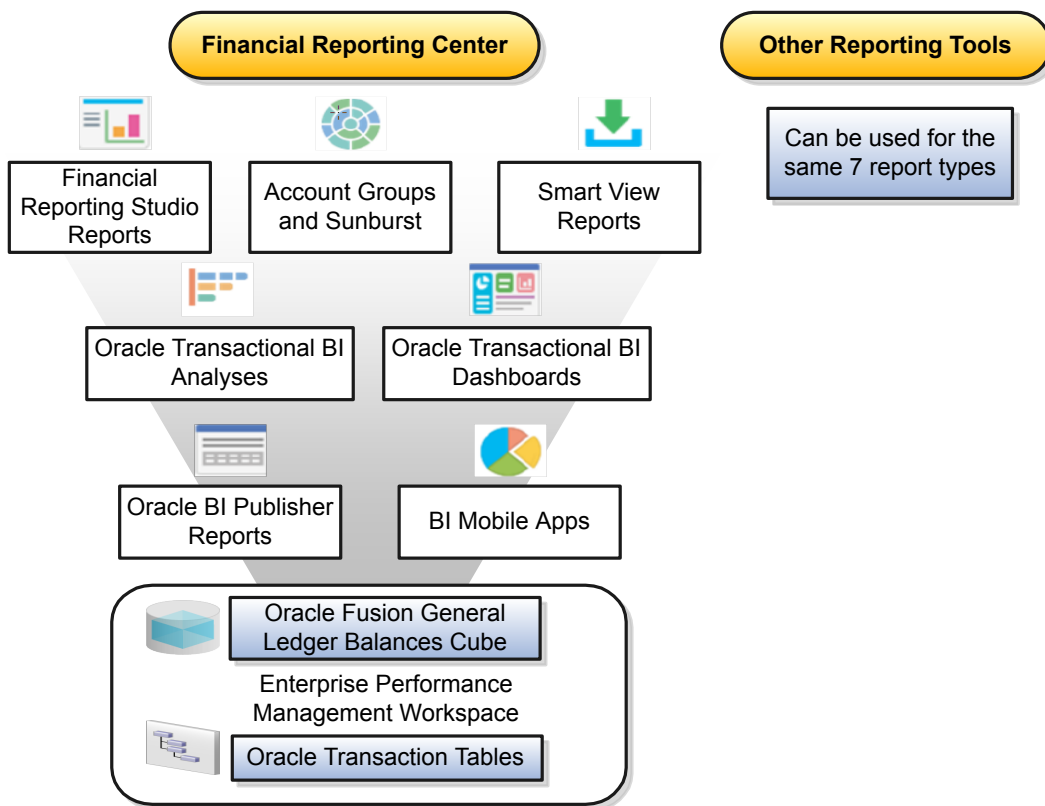 Financial Reporting Center
Other Reporting Tools
Can be used for the
same 7 report types
Financial
Reporting Studio
Reports
Account Groups
and Sunburst
Smart View
Reports
Oracle Transactional BI
Analyses
Oracle Transactional BI
Dashboards
Oracle BI Publisher
Reports
BI Mobile Apps
Oracle Fusion General
Ledger Balances Cube
Enterprise Performance
Management Workspace
Oracle Transaction Tables